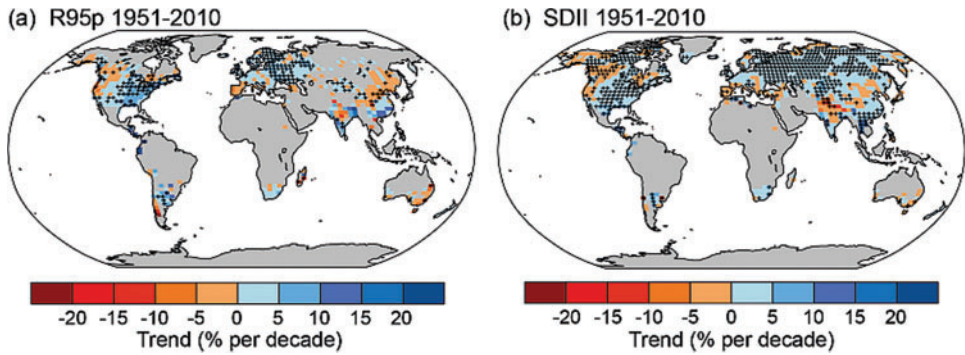 (a) R95p 1951-2010
-20 -15 -10 -5 0 5 10 15 20
Trend (% per decade)
(b) SDII 1951-2010
-20 -15 -10 -5 0 5 10 15 20
Trend (% per decade)